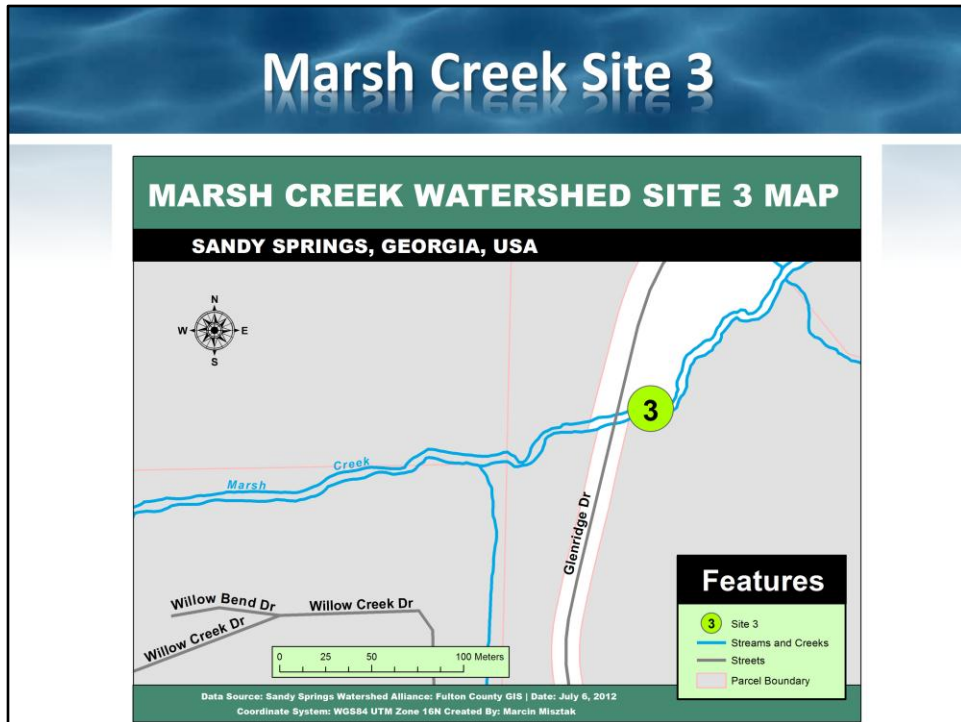 Marsh Creek Site 3
MARSH CREEK WATERSHED SITE 3 MAP
SANDY SPRINGS, GEORGIA, USA
N
W E
S
3
Marsh Creek
Glenridge Dr
Willow Bend Dr
Willow Creek Dr
Willow Creek Dr
0 25 50 100 Meters
Features
3 Site 3
Streams and Creeks
Streets
Parcel Boundary
Data Source: Sandy Springs Watershed Alliance: Fulton County GIS | Date: July 6, 2012
Coordinate System: WGS84 UTM Zone 16N Created By: Marcin Misztak